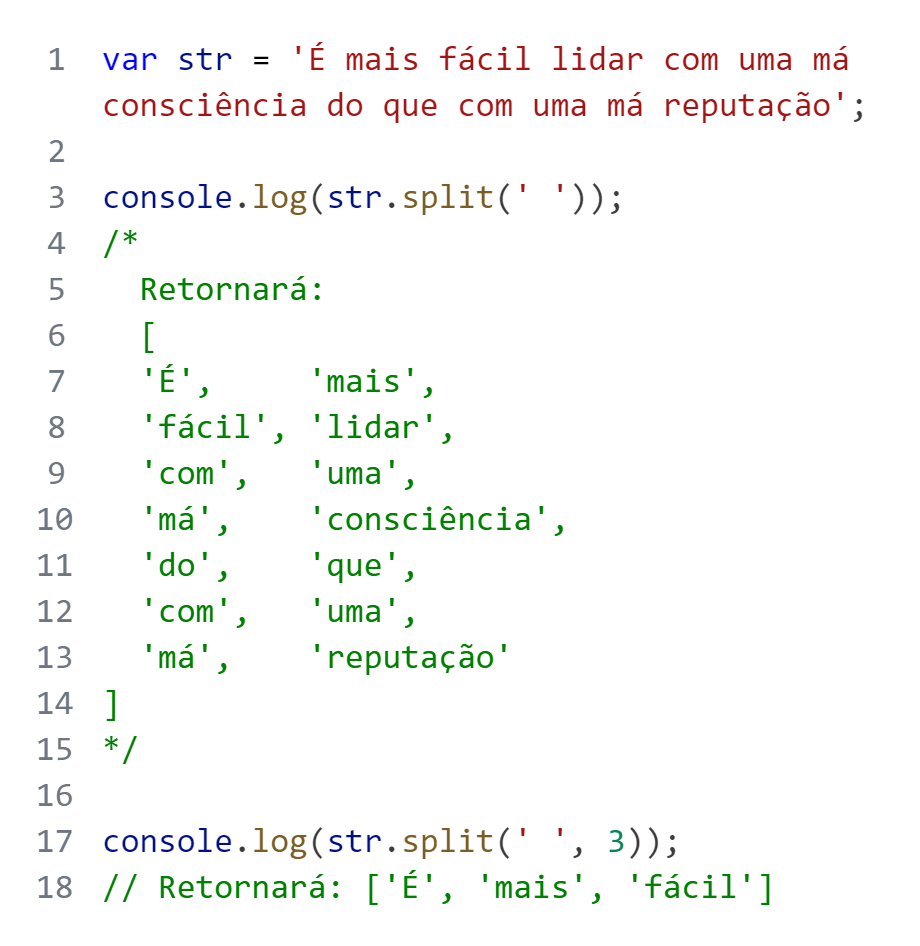 1 var str = 'É mais fácil lidar com uma má
consciência do que com uma má reputação';
2
3 console.log(str.split(' '));
4 /*
5   Retornará:
6   [
7   'É',     'mais',
8   'fácil', 'lidar',
9   'com',   'uma',
10   'má',    'consciência',
11   'do',    'que',
12   'com',   'uma',
13   'má',    'reputação'
14 ]
15 */
16
17 console.log(str.split(' ', 3));
18 // Retornará: ['É', 'mais', 'fácil']